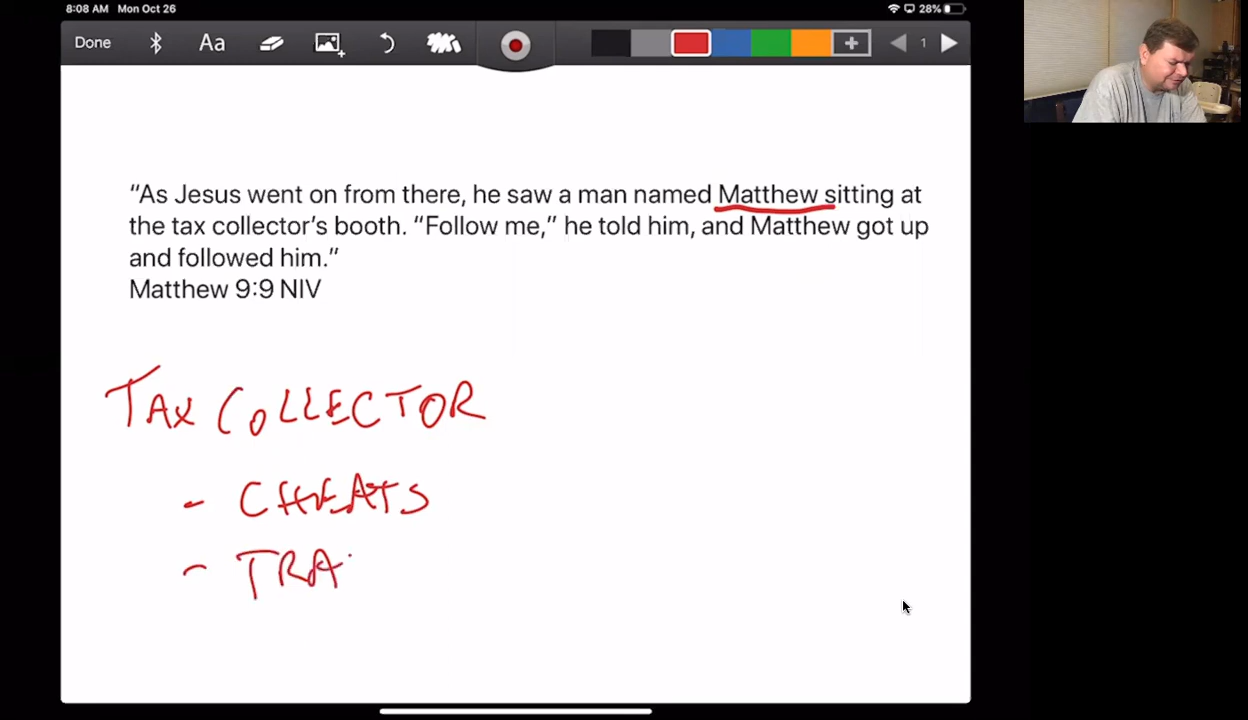 8:08 AM Mon Oct 26
28%
Done Aa 1
“As Jesus went on from there, he saw a man named Matthew sitting at
the tax collector’s booth. “Follow me,” he told him, and Matthew got up
and followed him.”
Matthew 9:9 NIV
TAX COLLECTOR
- CHEATS
- TRA